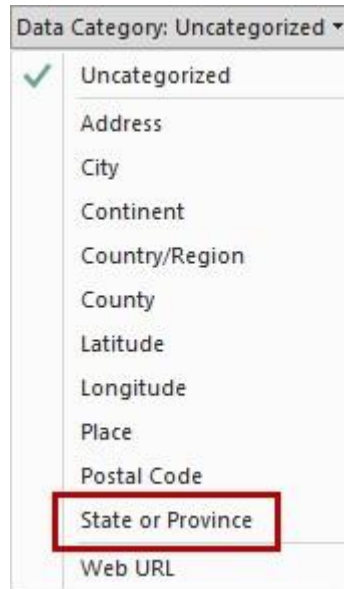 Data Category: Uncategorized
Uncategorized
Address
City
Continent
Country/Region
County
Latitude
Longitude
Place
Postal Code
State or Province
Web URL